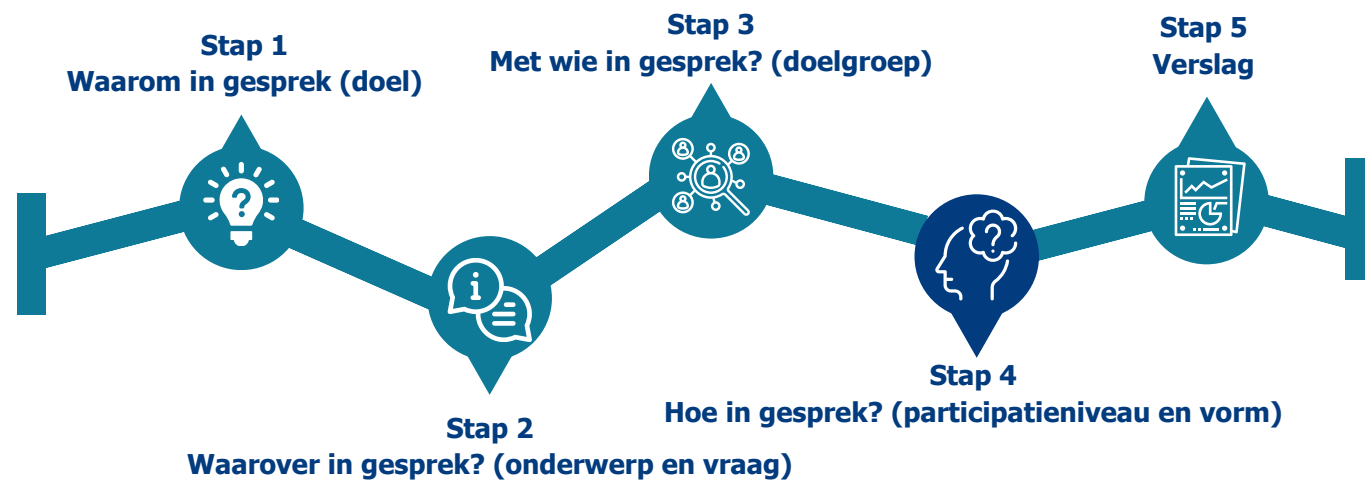 Stap 1
Waarom in gesprek (doel)
Stap 2
Waarover in gesprek? (onderwerp en vraag)
Stap 3
Met wie in gesprek? (doelgroep)
Stap 4
Hoe in gesprek? (participatieniveau en vorm)
Stap 5
Verslag